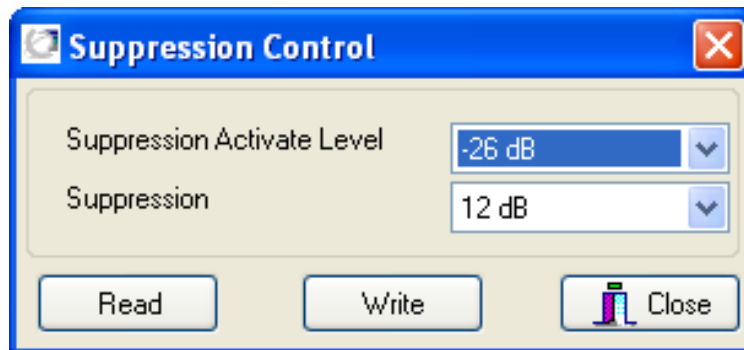 Suppression Control
Suppression Activate Level -26 dB
Suppression 12 dB
Read Write Close